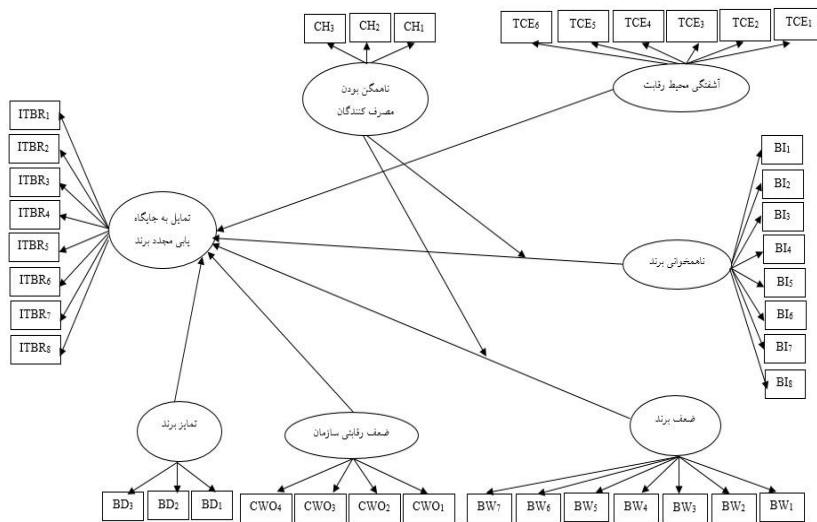 CH₃ CH₂ CH₁
TCE₆ TCE₅ TCE₄ TCE₃ TCE₂ TCE₁
ناهمگن بودن
مصرف کنندگان
آشفتگی محیط رقابت
ITBR₁
ITBR₂
ITBR₃
ITBR₄
ITBR₅
ITBR₆
ITBR₇
ITBR₈
تمایل به جایگاه
یابی مجدد برند
ناهمخوانی برند
BI₁
BI₂
BI₃
BI₄
BI₅
BI₆
BI₇
BI₈
تمایز برند
ضعف رقابتی سازمان
ضعف برند
BD₃ BD₂ BD₁
CWO₄ CWO₃ CWO₂ CWO₁
BW₇ BW₆ BW₅ BW₄ BW₃ BW₂ BW₁